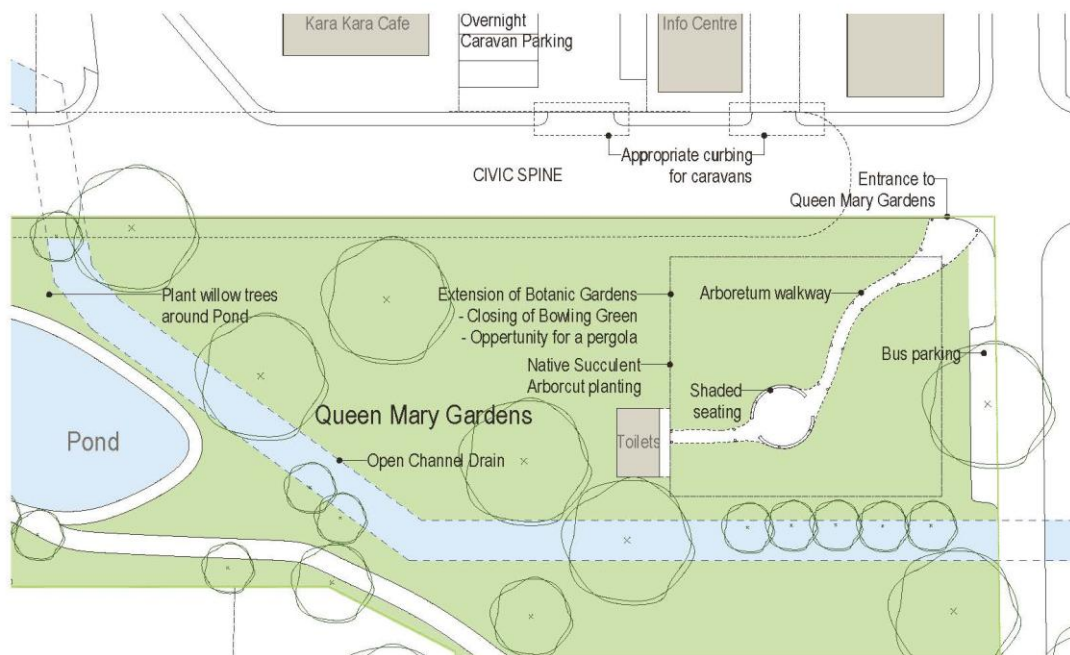 Kara Kara Cafe
Overnight
Caravan Parking
Info Centre
Appropriate curbing
for caravans
CIVIC SPINE
Entrance to
Queen Mary Gardens
Plant willow trees
around Pond
Extension of Botanic Gardens
- Closing of Bowling Green
- Opportunity for a pergola
Arboretum walkway
Native Succulent
Arborcut planting
Bus parking
Shaded
seating
Queen Mary Gardens
Toilets
Pond
Open Channel Drain